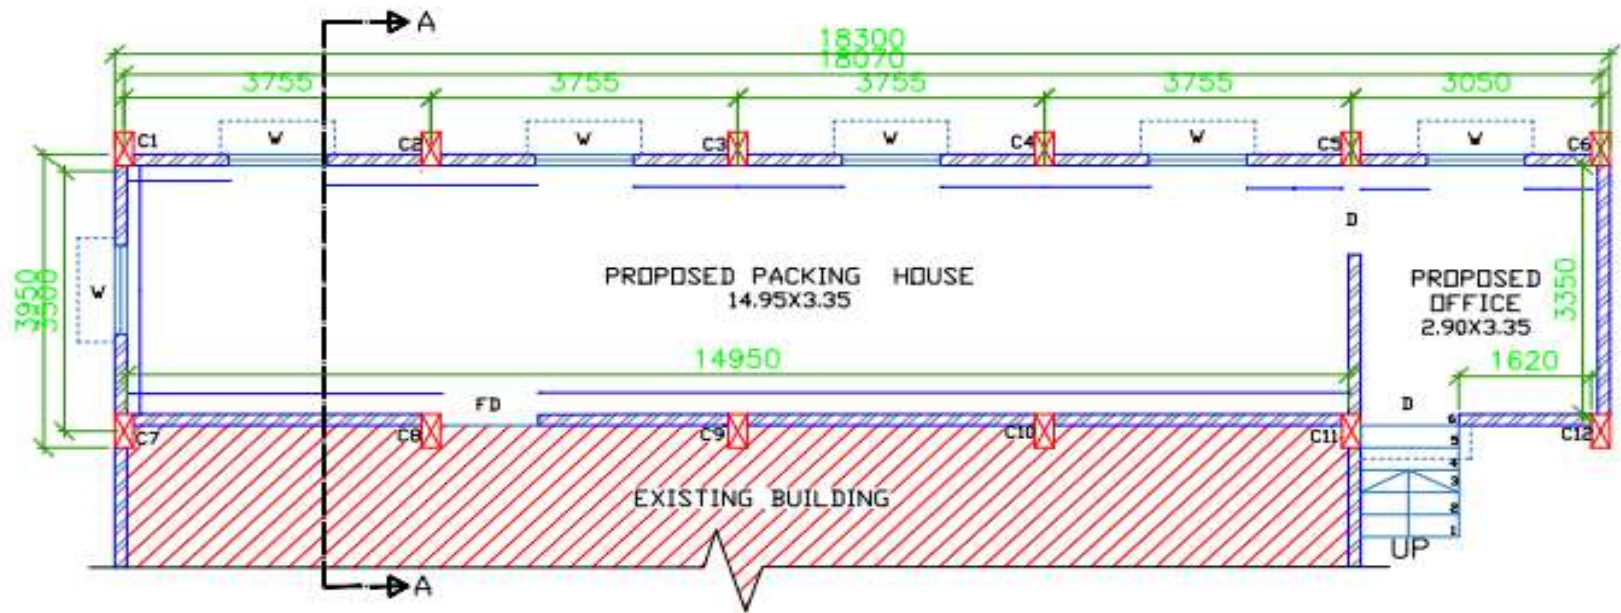 A
18300
18070
3755 3755 3755 3755 3050
C1 W C2 W C3 W C4 W C5 W C6
D
W
3950
3500
PROPOSED PACKING HOUSE
14.95X3.35
PROPOSED
OFFICE
2.90X3.35
3350
14950
1620
FD
D
C7 C8 C9 C10 C11 C12
6
5
4
3
2
1
EXISTING BUILDING
UP
A